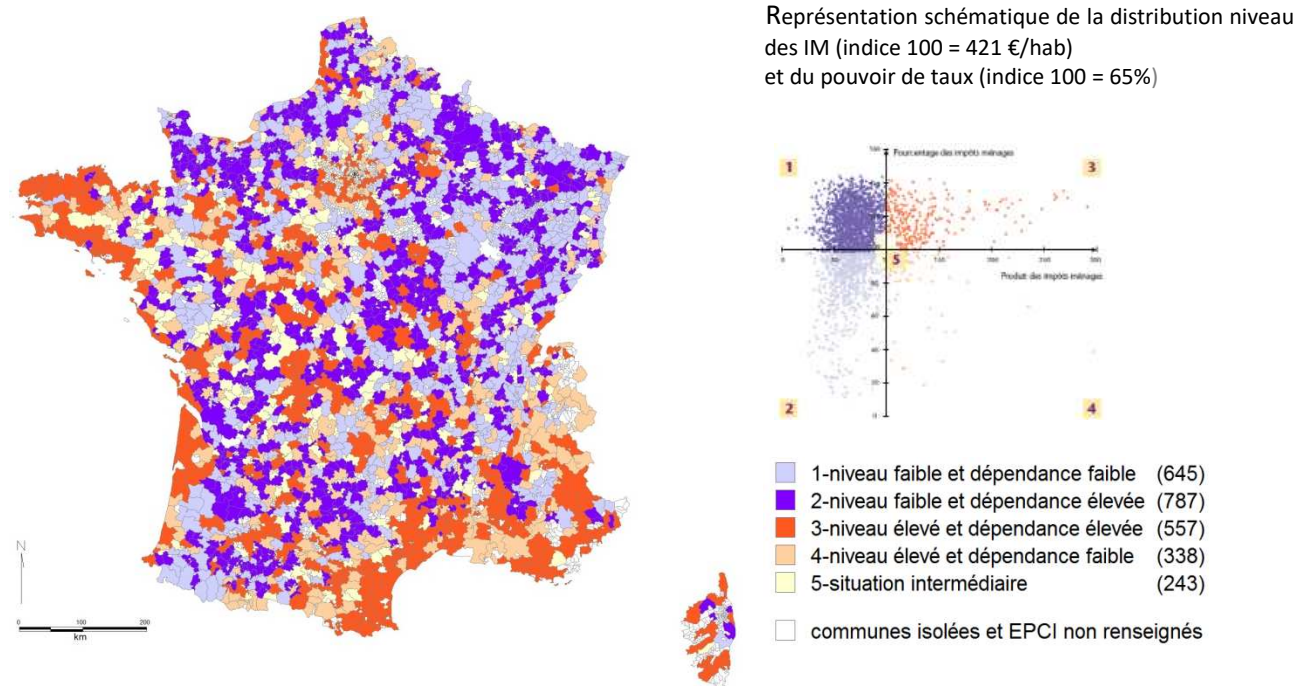 Représentation schématique de la distribution niveau
des IM (indice 100 = 421 €/hab)
et du pouvoir de taux (indice 100 = 65%)
Pourcentage des impôts ménages
1
3
5
Produit des impôts ménages
2
4
1-niveau faible et dépendance faible (645)
2-niveau faible et dépendance élevée (787)
3-niveau élevé et dépendance élevée (557)
4-niveau élevé et dépendance faible (338)
5-situation intermédiaire (243)
communes isolées et EPCI non renseignés
N
0 100 200
km